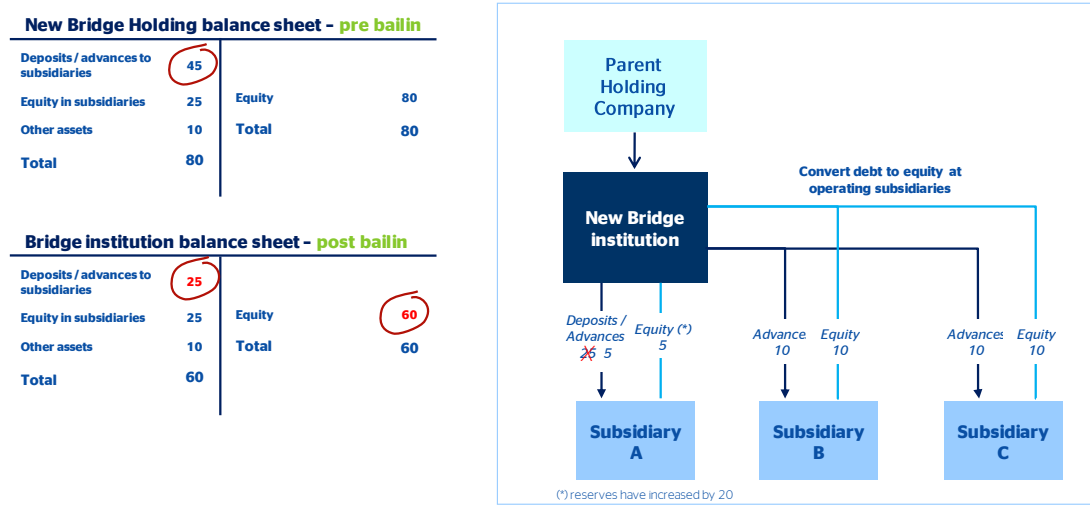 New Bridge Holding balance sheet – pre bailin
Deposits / advances to
subsidiaries
45
Equity in subsidiaries
25
Other assets
10
Total
80
Equity
80
Total
80
Bridge institution balance sheet – post bailin
Deposits / advances to
subsidiaries
25
Equity in subsidiaries
25
Other assets
10
Total
60
Equity
60
Total
60
Parent
Holding
Company
New Bridge
institution
Convert debt to equity at
operating subsidiaries
Deposits /
Advances
25 5
Equity (*)
5
Advances
10
Equity
10
Advances
10
Equity
10
Subsidiary
A
Subsidiary
B
Subsidiary
C
(*) reserves have increased by 20